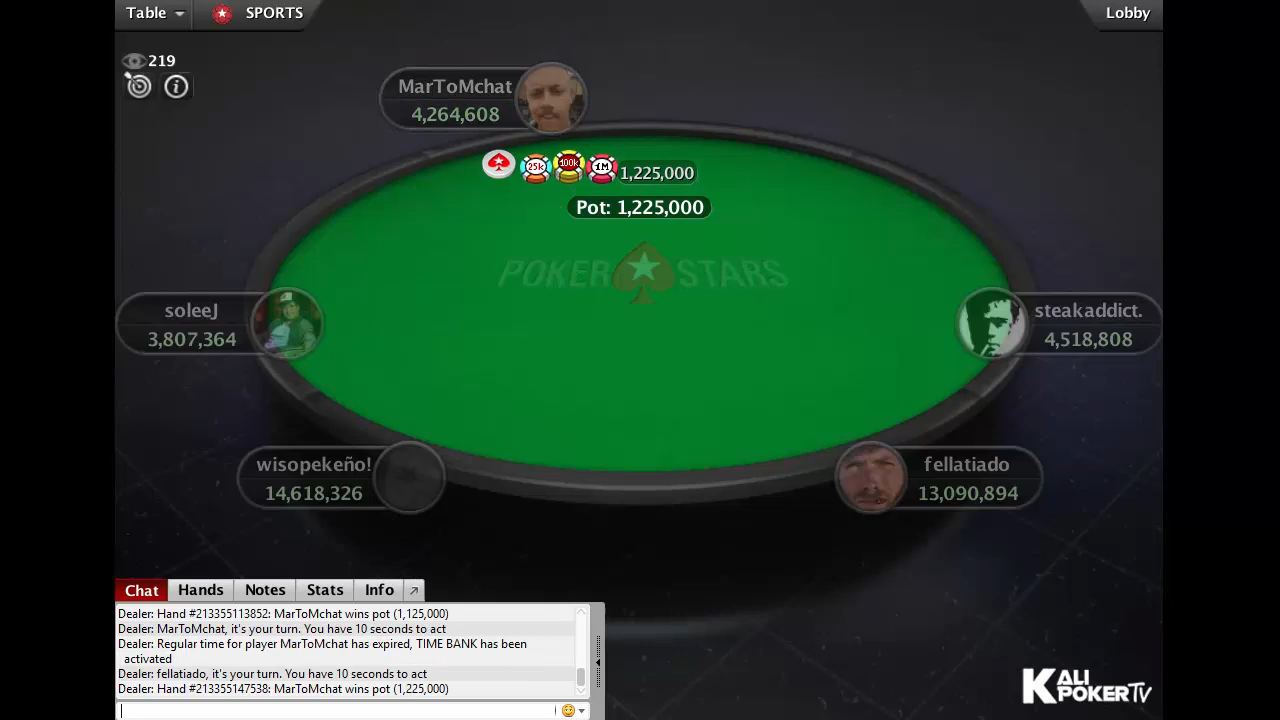 Table
SPORTS
Lobby
219
MarToMchat
4,264,608
25k
100k
1M
1,225,000
Pot: 1,225,000
POKER STARS
soleeJ
3,807,364
steakaddict.
4,518,808
wisopekeño!
14,618,326
fellatiado
13,090,894
Chat
Hands
Notes
Stats
Info
Dealer: Hand #213355113852: MarToMchat wins pot (1,125,000)
Dealer: MarToMchat, it's your turn. You have 10 seconds to act
Dealer: Regular time for player MarToMchat has expired, TIME BANK has been
activated
Dealer: fellatiado, it's your turn. You have 10 seconds to act
Dealer: Hand #213355147538: MarToMchat wins pot (1,225,000)
KALI
POKER TV